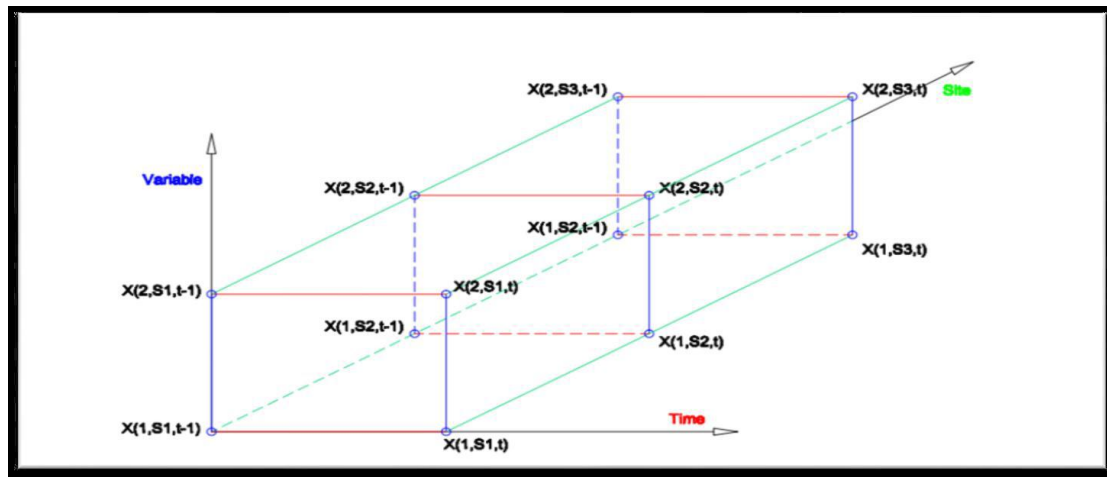 X(2,S3,t-1)
X(2,S3,t)
Site
Variable
X(2,S2,t-1)
X(2,S2,t)
X(1,S2,t-1)
X(1,S3,t)
X(2,S1,t-1)
X(2,S1,t)
X(1,S2,t-1)
X(1,S2,t)
Time
X(1,S1,t-1)
X(1,S1,t)